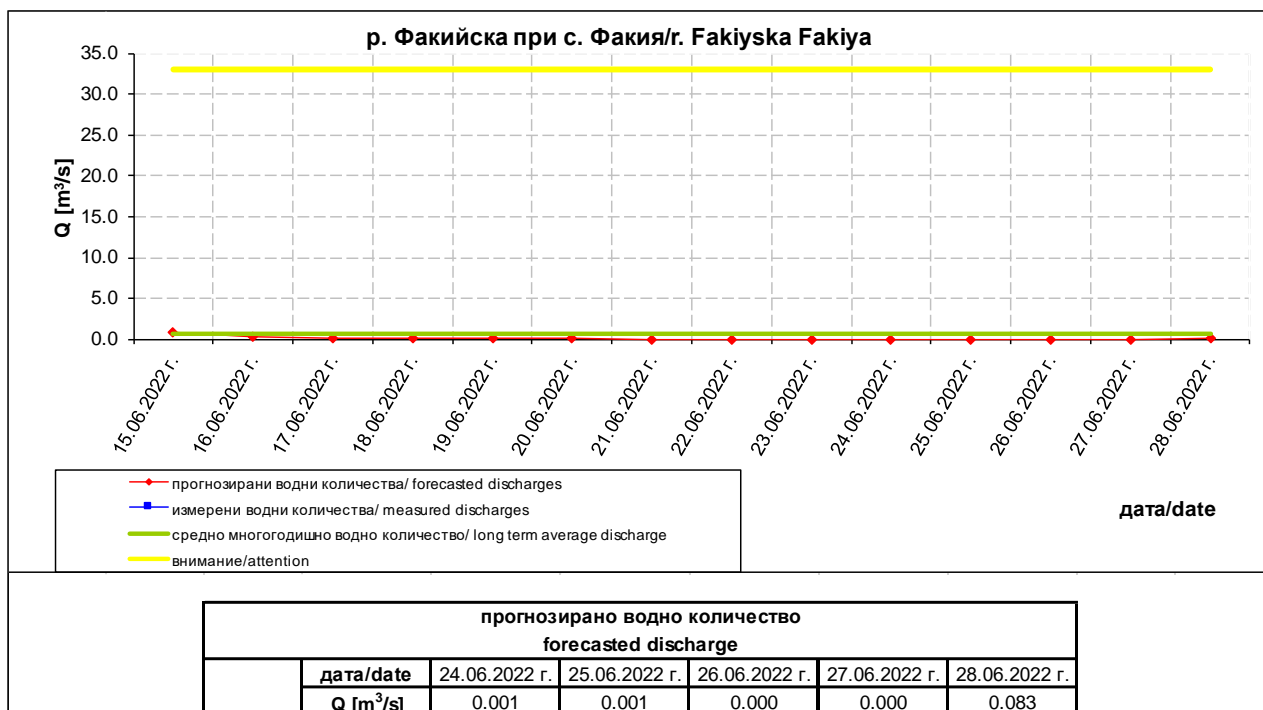 р. Факийска при с. Факия/r. Fakiyska Fakiya
35.0
30.0
25.0
20.0
15.0
10.0
5.0
0.0
Q [m³/s]
15.06.2022 г.
16.06.2022 г.
17.06.2022 г.
18.06.2022 г.
19.06.2022 г.
20.06.2022 г.
21.06.2022 г.
22.06.2022 г.
23.06.2022 г.
24.06.2022 г.
25.06.2022 г.
26.06.2022 г.
27.06.2022 г.
28.06.2022 г.
дата/date
прогнозирани водни количества/ forecasted discharges
измерени водни количества/ measured discharges
средно многогодишно водно количество/ long term average discharge
внимание/attention
прогнозирано водно количество
forecasted discharge
дата/date 24.06.2022 г. 25.06.2022 г. 26.06.2022 г. 27.06.2022 г. 28.06.2022 г.
Q [m³/s] 0.001 0.001 0.000 0.000 0.083